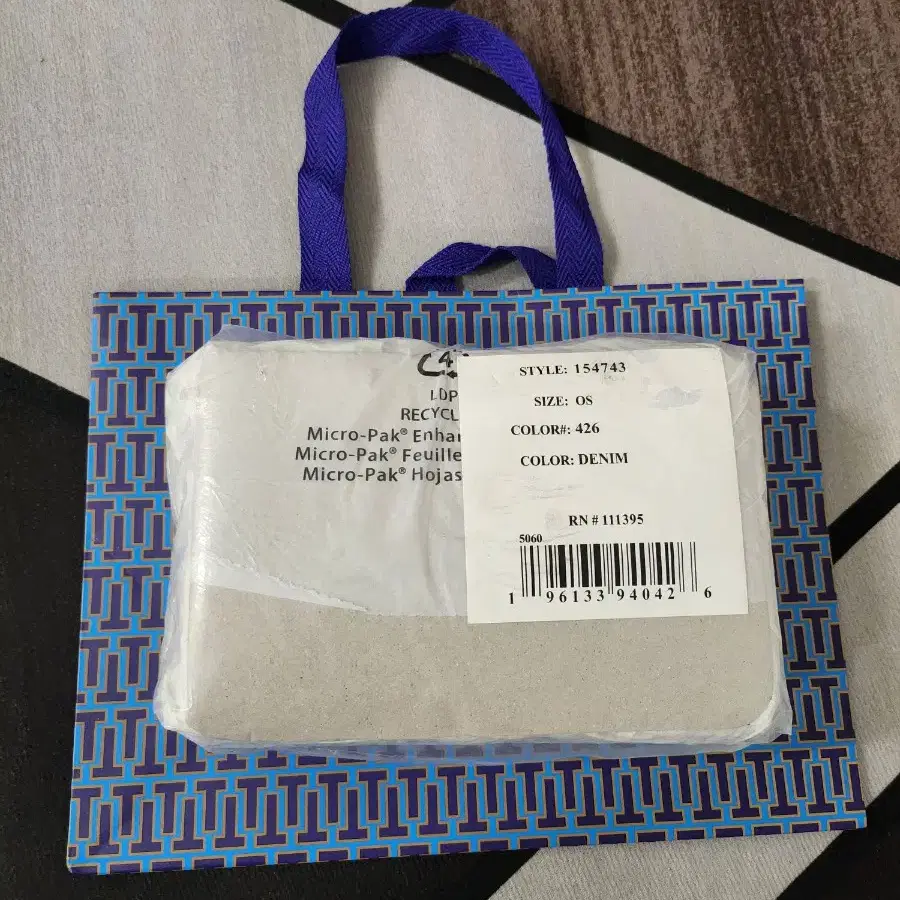 4
LDP
RECYCL
Micro-Pak® Enhan
Micro-Pak® Feuille
Micro-Pak® Hojas
STYLE: 154743
SIZE: OS
COLOR#: 426
COLOR: DENIM
RN # 111395
5060
1 96133 94042 6